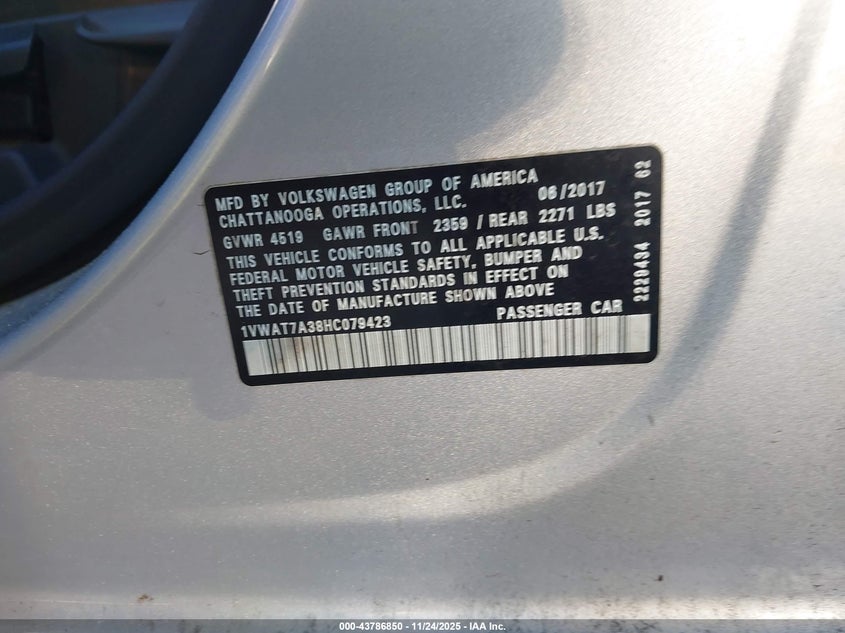 MFD BY VOLKSWAGEN GROUP OF AMERICA
CHATTANOOGA OPERATIONS, LLC. 06/2017
GVWR 4519 GAWR FRONT 2359 / REAR 2271 LBS
THIS VEHICLE CONFORMS TO ALL APPLICABLE U.S.
FEDERAL MOTOR VEHICLE SAFETY, BUMPER AND
THEFT PREVENTION STANDARDS IN EFFECT ON
THE DATE OF MANUFACTURE SHOWN ABOVE
1VWAT7A38HC079423 PASSENGER CAR
2229434 2017 62
000-43786850 - 11/24/2025 - IAA Inc.